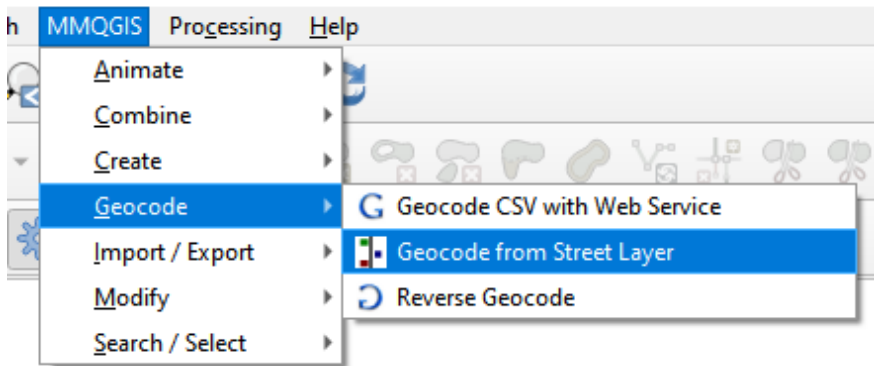 h MMQGIS Processing Help
Animate
Combine
Create
Geocode
Geocode CSV with Web Service
Import / Export
Geocode from Street Layer
Modify
Reverse Geocode
Search / Select